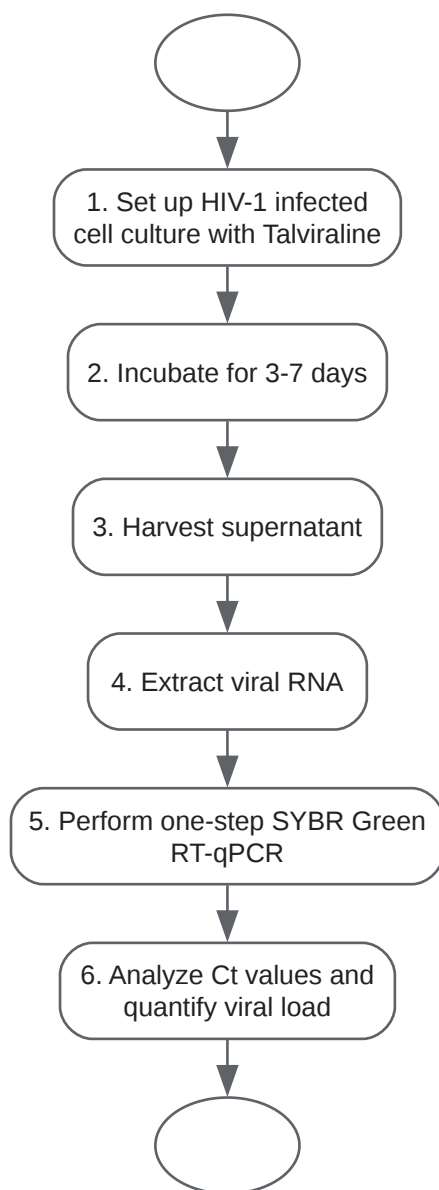 1. Set up HIV-1 infected
cell culture with Talviraline
2. Incubate for 3-7 days
3. Harvest supernatant
4. Extract viral RNA
5. Perform one-step SYBR Green
RT-qPCR
6. Analyze Ct values and
quantify viral load